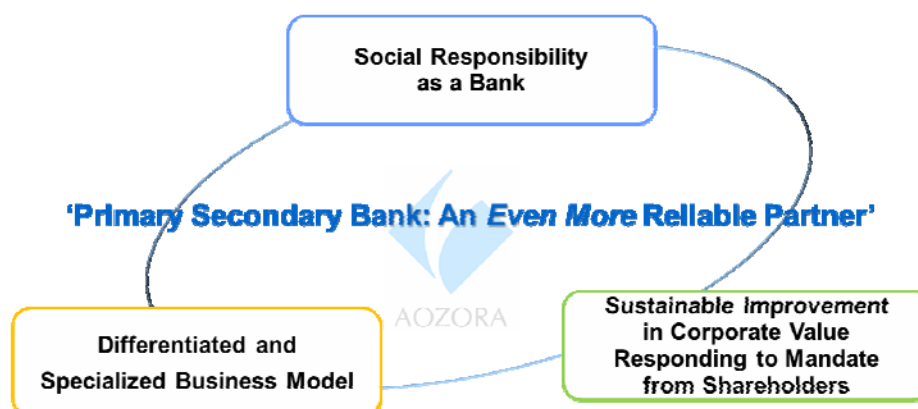 Social Responsibility
as a Bank
‘Primary Secondary Bank: An Even More Reliable Partner’
AOZORA
Differentiated and
Specialized Business Model
Sustainable Improvement
in Corporate Value
Responding to Mandate
from Shareholders